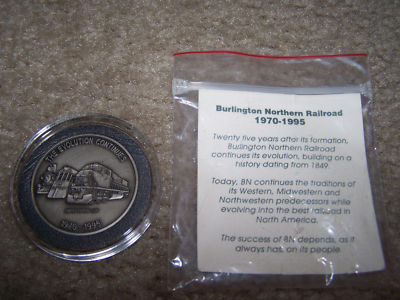 THE EVOLUTION CONTINUES
1970-1995
Burlington Northern Railroad
1970-1995
Twenty five years after its formation,
Burlington Northern Railroad
continues its evolution, building on a
history dating from 1849.
Today, BN continues the traditions of
its Western, Midwestern and
Northwestern predecessors while
evolving into the best railroad in
North America.
The success of BN depends, as it
always has, on its people.